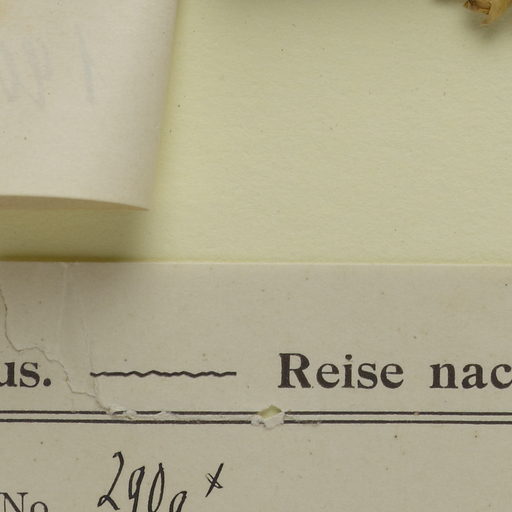 us. Reise nac
No. 290a x